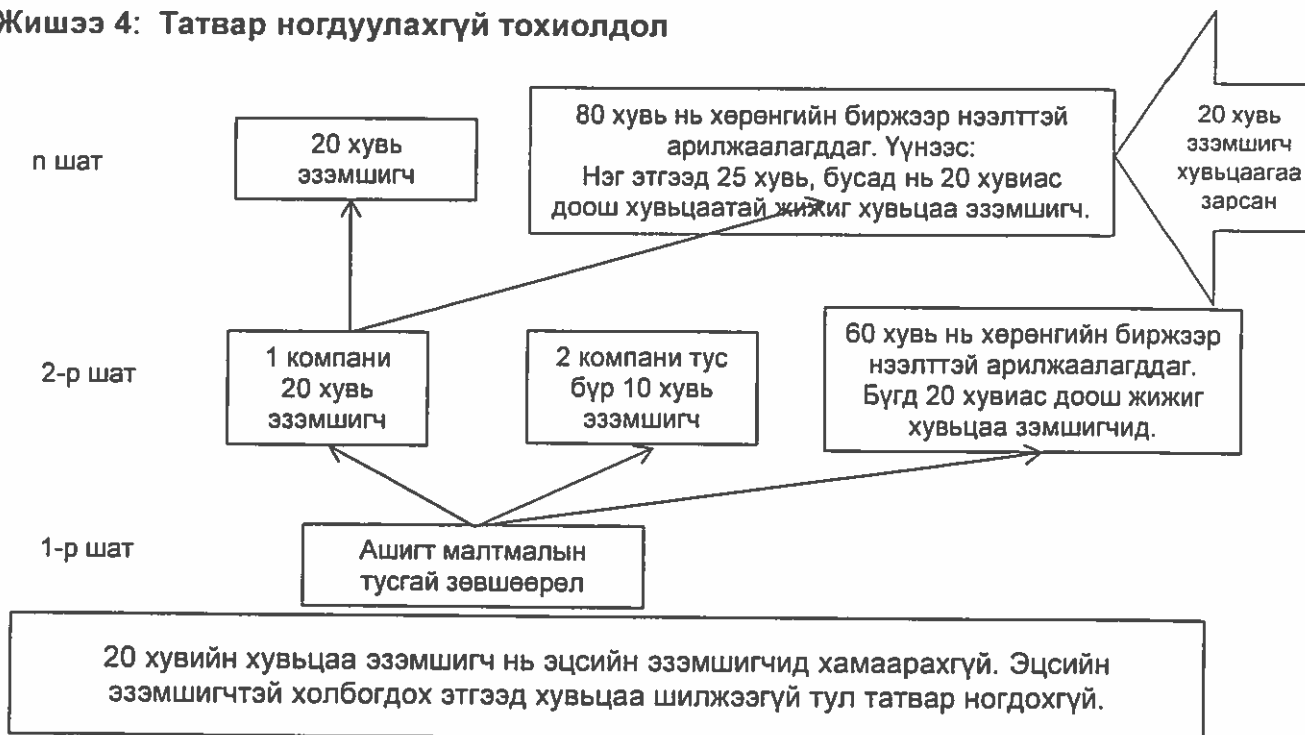 Жишээ 4: Татвар ногдуулахгүй тохиолдол
n шат
20 хувь
эзэмшигч
80 хувь нь хөрөнгийн биржээр нээлттэй
арилжаалагддаг. Үүнээс:
Нэг этгээд 25 хувь, бусад нь 20 хувиас
доош хувьцаатай жижиг хувьцаа эзэмшигч.
20 хувь
эзэмшигч
хувьцаагаа
зарсан
2-р шат
1 компани
20 хувь
эзэмшигч
2 компани тус
бүр 10 хувь
эзэмшигч
60 хувь нь хөрөнгийн биржээр
нээлттэй арилжаалагддаг.
Бүгд 20 хувиас доош жижиг
хувьцаа зэмшигчид.
1-р шат
Ашигт малтмалын
тусгай зөвшөөрөл
20 хувийн хувьцаа эзэмшигч нь эцсийн эзэмшигчид хамаарахгүй. Эцсийн
эзэмшигчтэй холбогдох этгээд хувьцаа шилжээгүй тул татвар ногдохгүй.